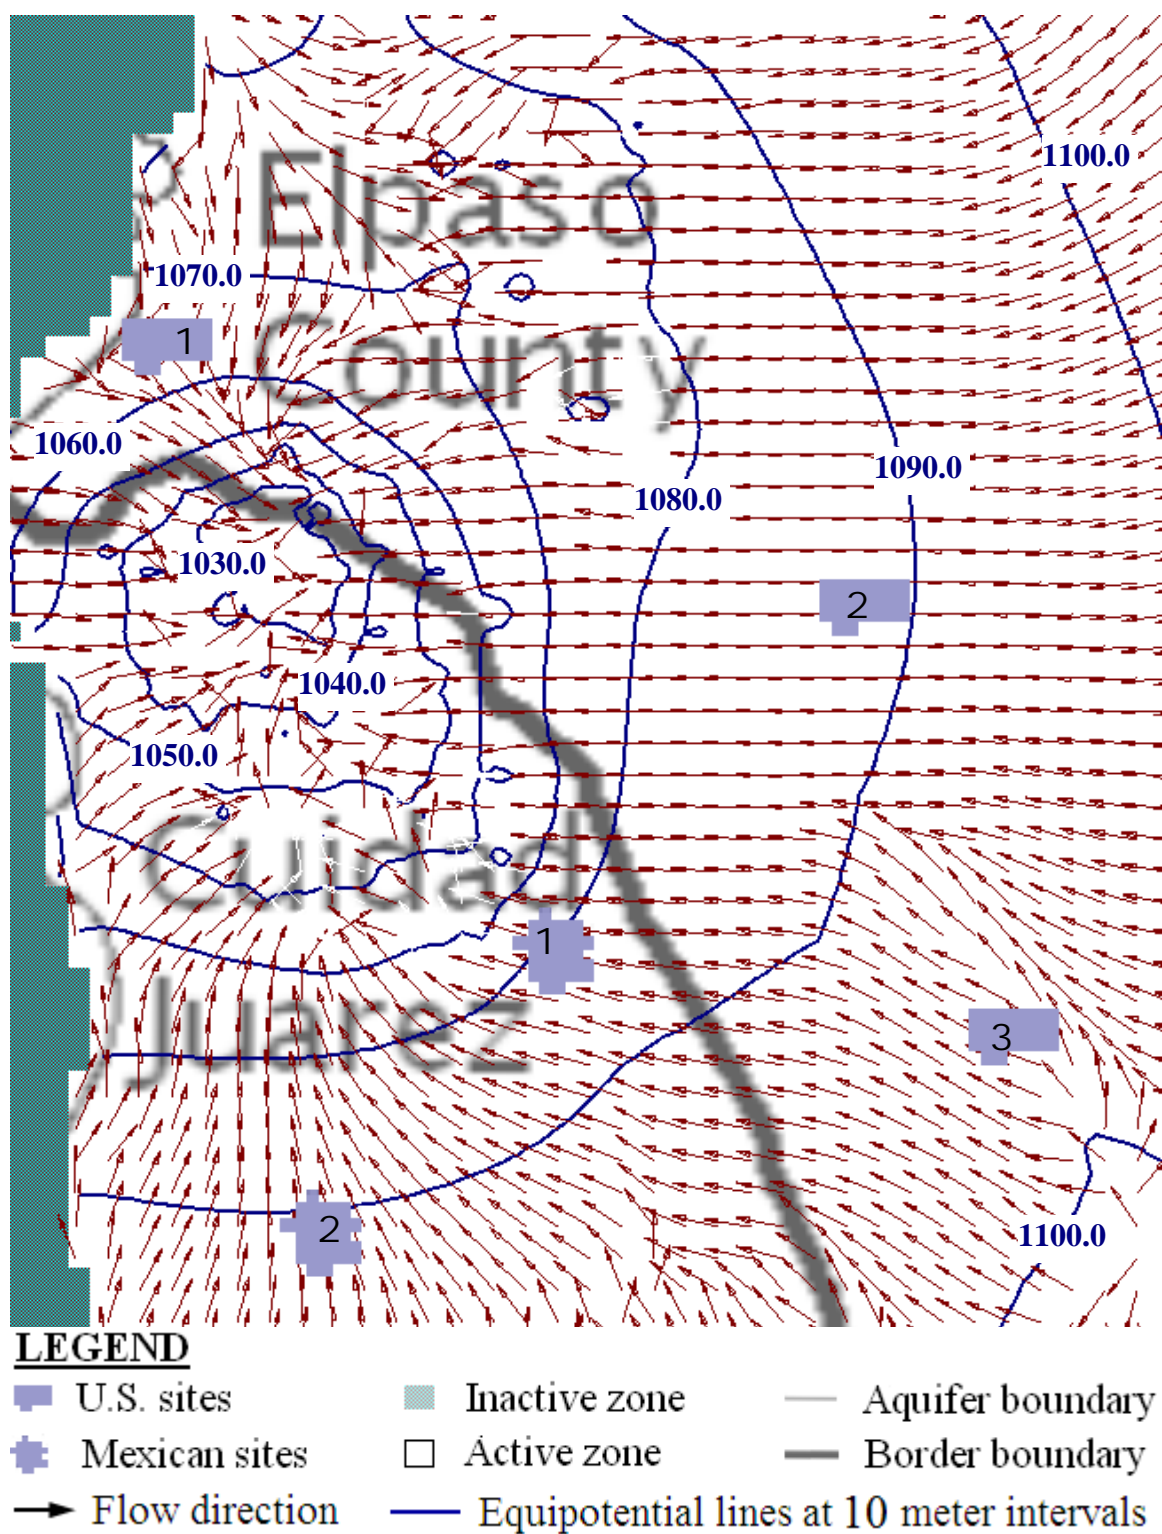 1100.0
Elpaso
1070.0
County
1
1060.0
1090.0
1080.0
1030.0
2
1040.0
1050.0
Cuidad
1
Juarez
3
2
1100.0
LEGEND
U.S. sites
Inactive zone
Aquifer boundary
Mexican sites
Active zone
Border boundary
Flow direction
Equipotential lines at 10 meter intervals